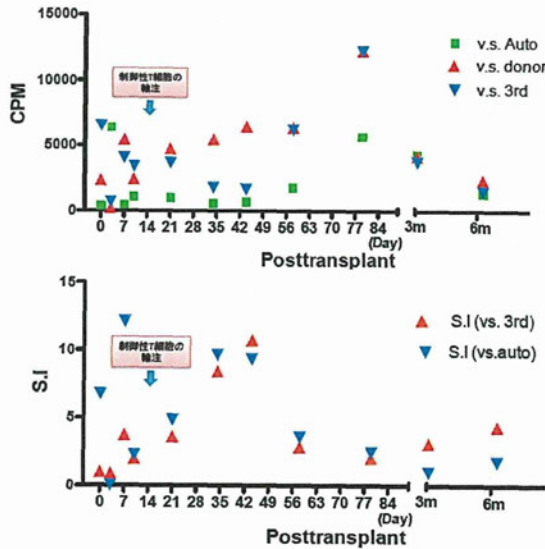 15000
10000
5000
0
CPM
制御性T細胞の
輸注
v.s. Auto
v.s. donor
v.s. 3rd
0 7 14 21 28 35 42 49 56 63 70 77 84 3m 6m
(Day)
Posttransplant
15
10
5
0
S.I
制御性T細胞の
輸注
S.I (vs. 3rd)
S.I (vs.auto)
0 7 14 21 28 35 42 49 56 63 70 77 84 3m 6m
(Day)
Posttransplant